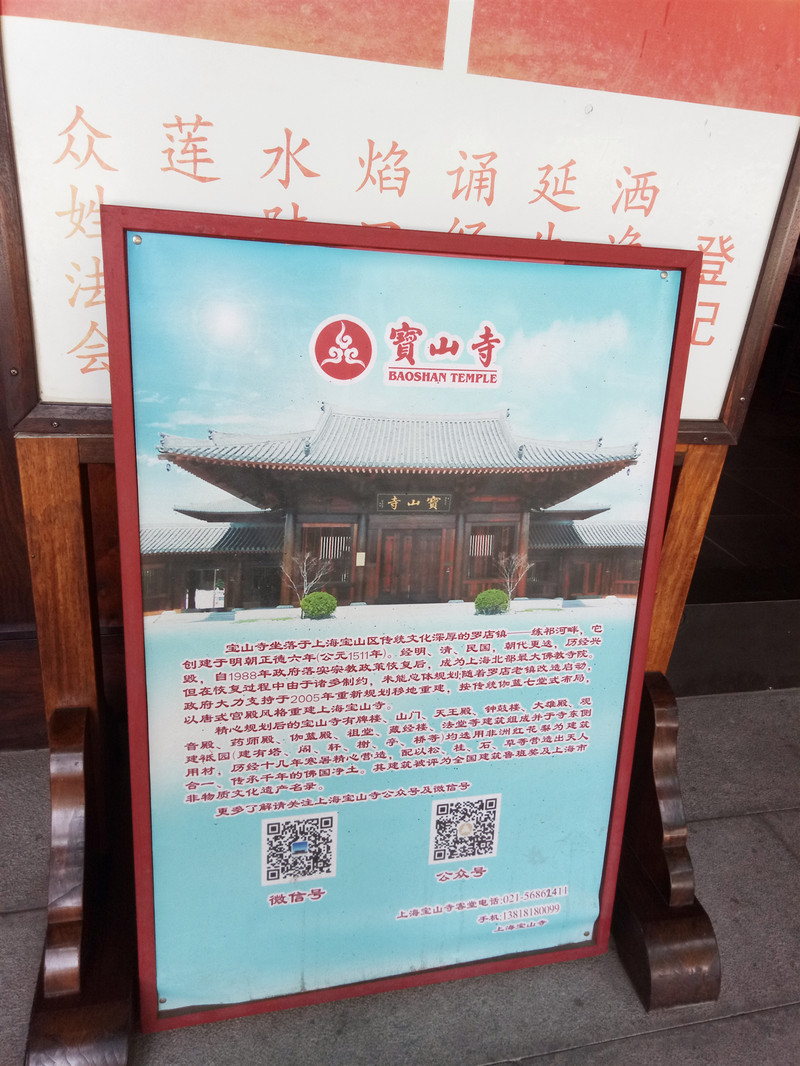 众姓法会
莲
水
焰
诵
延
洒
登记
寶山寺
BAOSHAN TEMPLE
寶山寺
宝山寺坐落于上海宝山区传统文化深厚的罗店镇——练祁河畔，它
创建于明朝正德六年(公元1511年)。经明、清、民国，朝代更迭，历经兴
毁，自1988年政府落实宗教政策恢复后，成为上海北部最大佛教寺院。
但在恢复过程中由于诸多制约，未能总体规划随着罗店老镇改造启动，
政府大力支持于2005年重新规划移地重建，按传统伽蓝七堂式布局，
以唐式宫殿风格重建上海宝山寺。
精心规划后的宝山寺有牌楼、山门、天王殿、钟鼓楼、大雄殿、观
音殿、药师殿、伽蓝殿、祖堂、藏经楼、法堂等建筑组成并于寺东侧
建祗园(建有塔、阁、轩、榭、亭、桥等)均选用非洲红花梨为建筑
用材，历经十几年寒暑精心营造，配以松、桂、石、草等营造出天人
合一、传承千年的佛国净土。其建筑被评为全国建筑鲁班奖及上海市
非物质文化遗产名录。
更多了解请关注上海宝山寺公众号及微信号
微信号
公众号
上海宝山寺客堂电话:021-56862411
手机:13818180099
上海宝山寺